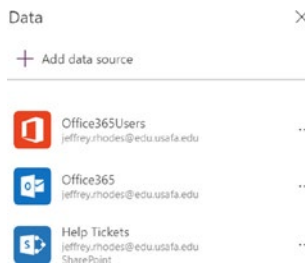 Data
Add data source
Office365Users
jeffrey.rhodes@edu.usafa.edu
Office365
jeffrey.rhodes@edu.usafa.edu
Help Tickets
jeffrey.rhodes@edu.usafa.edu
SharePoint